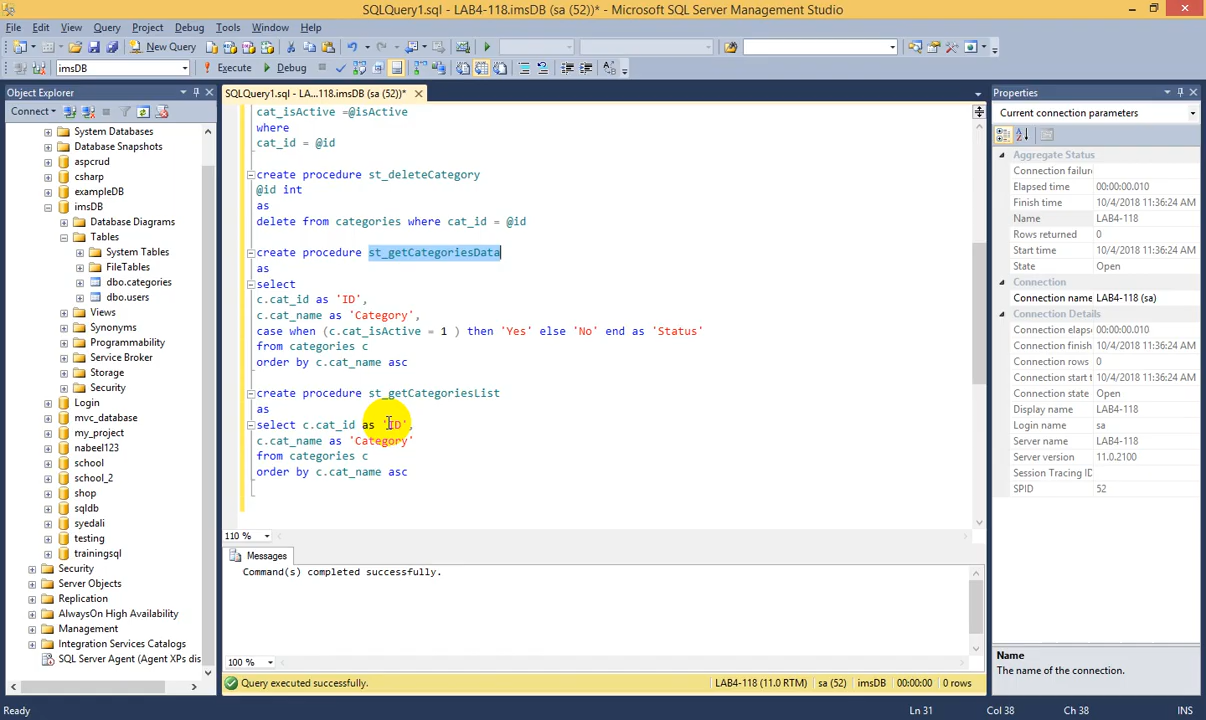 SQLQuery1.sql - LAB4-118.imsDB (sa (52))* - Microsoft SQL Server Management Studio
File Edit View Query Project Debug Tools Window Help
New Query
imsDB Execute Debug
Object Explorer
Connect
System Databases
Database Snapshots
aspcrud
csharp
exampleDB
imsDB
Database Diagrams
Tables
System Tables
FileTables
dbo.categories
dbo.users
Views
Synonyms
Programmability
Service Broker
Storage
Security
Login
mvc_database
my_project
nabeel123
school
school_2
shop
sqldb
syedali
testing
trainingsql
Security
Server Objects
Replication
AlwaysOn High Availability
Management
Integration Services Catalogs
SQL Server Agent (Agent XPs dis
SQLQuery1.sql - LA...118.imsDB (sa (52))*
cat_isActive =@isActive
where
cat_id = @id
create procedure st_deleteCategory
@id int
as
delete from categories where cat_id = @id
create procedure st_getCategoriesData
as
select
c.cat_id as 'ID',
c.cat_name as 'Category',
case when (c.cat_isActive = 1 ) then 'Yes' else 'No' end as 'Status'
from categories c
order by c.cat_name asc
create procedure st_getCategoriesList
as
select c.cat_id as 'ID',
c.cat_name as 'Category'
from categories c
order by c.cat_name asc
110 %
Messages
Command(s) completed successfully.
100 %
Query executed successfully. LAB4-118 (11.0 RTM) sa (52) imsDB 00:00:00 0 rows
Properties
Current connection parameters
Aggregate Status
Connection failure
Elapsed time 00:00:00.010
Finish time 10/4/2018 11:36:24 AM
Name LAB4-118
Rows returned 0
Start time 10/4/2018 11:36:24 AM
State Open
Connection
Connection name LAB4-118 (sa)
Connection Details
Connection elaps 00:00:00.010
Connection finish 10/4/2018 11:36:24 AM
Connection rows 0
Connection start t 10/4/2018 11:36:24 AM
Connection state Open
Display name LAB4-118
Login name sa
Server name LAB4-118
Server version 11.0.2100
Session Tracing ID
SPID 52
Name
The name of the connection.
Ready Ln 31 Col 38 Ch 38 INS